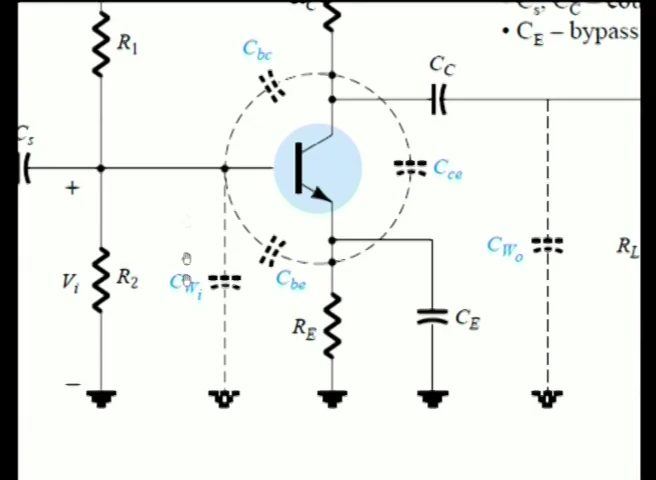 • C_E – bypass
R_1
C_bc
C_C
C_s
+
C_ce
V_i
R_2
C_Wi
C_be
C_Wo
R_L
R_E
C_E
–